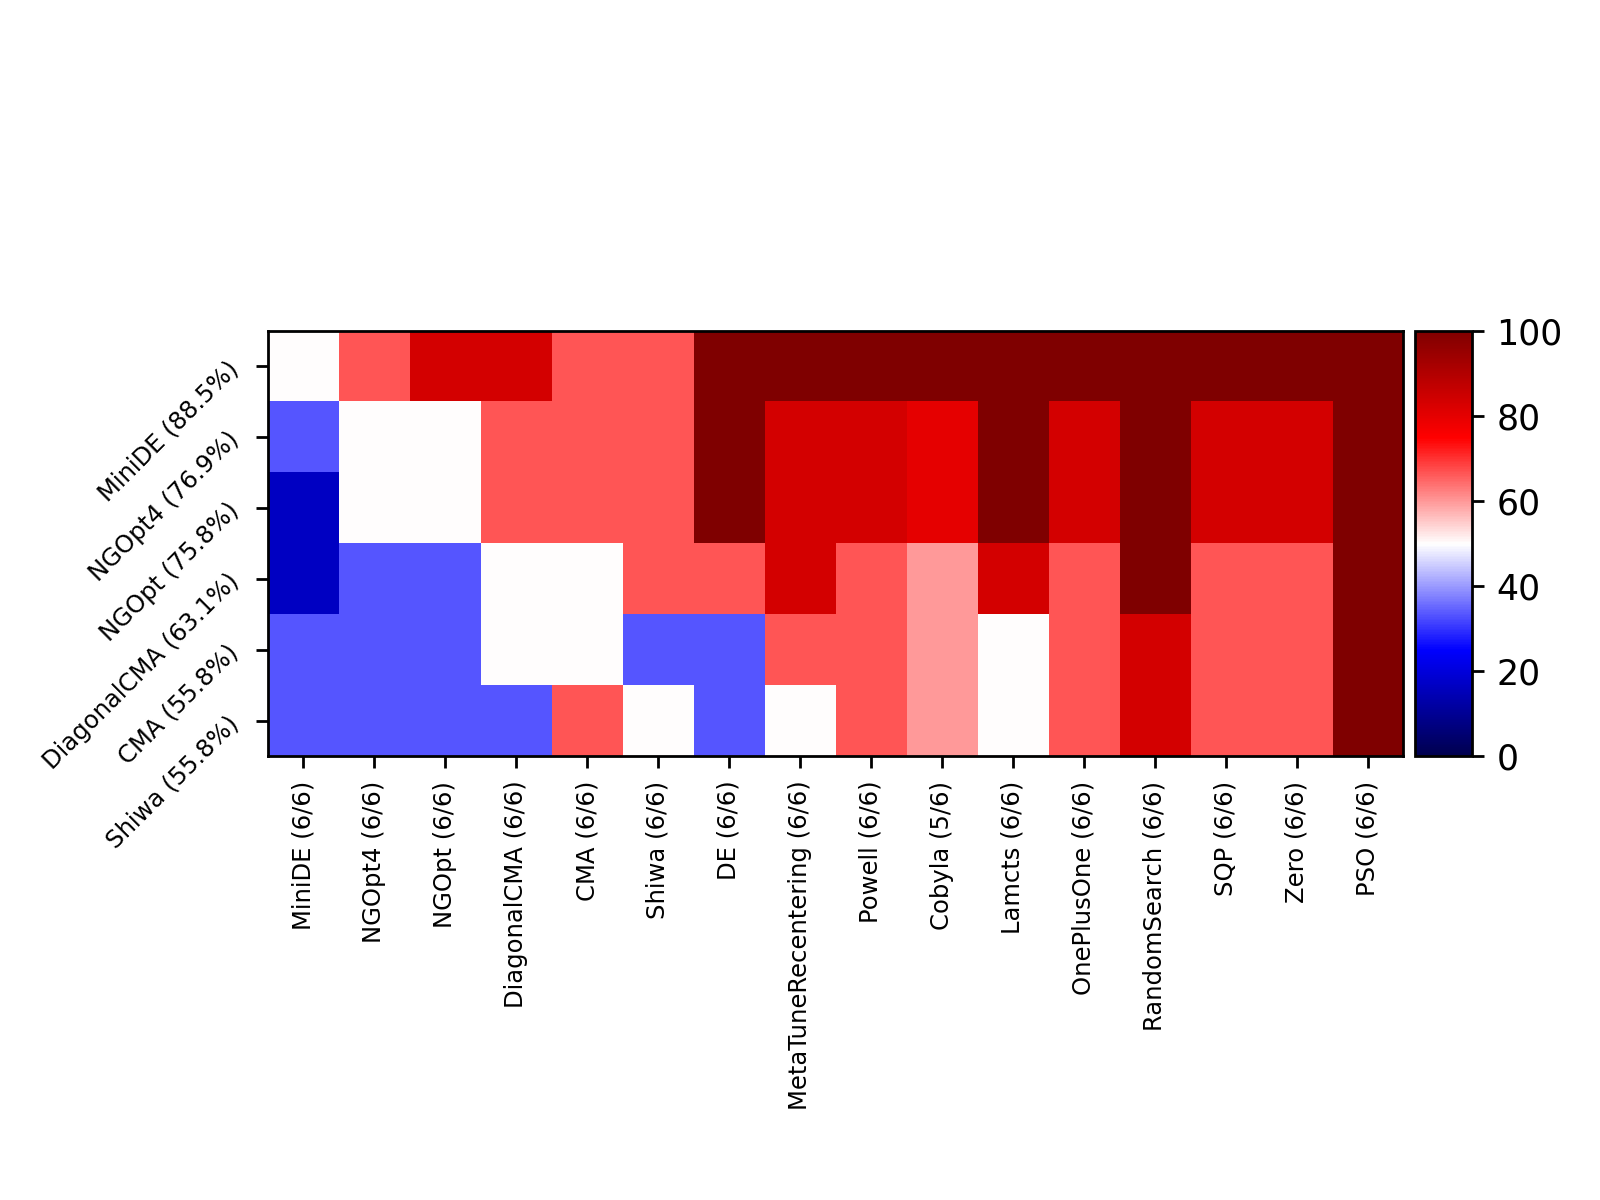 MiniDE (88.5%)
NGOpt4 (76.9%)
NGOpt (75.8%)
DiagonalCMA (63.1%)
CMA (55.8%)
Shiwa (55.8%)
MiniDE (6/6)
NGOpt4 (6/6)
NGOpt (6/6)
DiagonalCMA (6/6)
CMA (6/6)
Shiwa (6/6)
DE (6/6)
MetaTuneRecentering (6/6)
Powell (6/6)
Cobyla (5/6)
Lamcts (6/6)
OnePlusOne (6/6)
RandomSearch (6/6)
SQP (6/6)
Zero (6/6)
PSO (6/6)
100
80
60
40
20
0